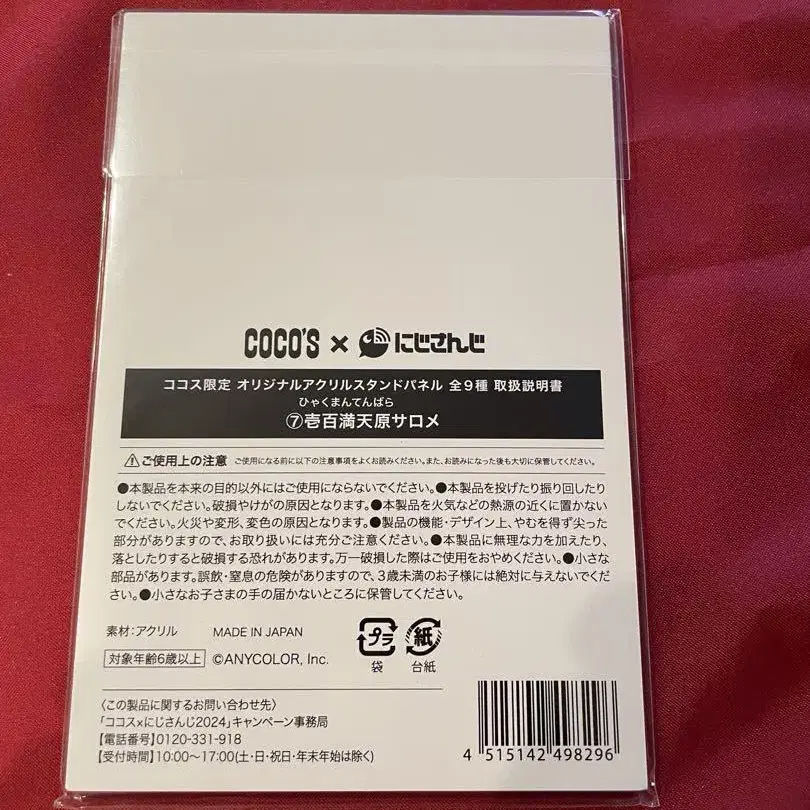 COCO'S × にじさんじ
ココス限定 オリジナルアクリルスタンドパネル 全9種 取扱説明書
ひゃくまんてんばら
⑦壱百満天原サロメ
⚠ご使用上の注意 ご使用になる前に以下の注意事項をよくお読みください。また、お読みになった後も大切に保管してください。
●本製品を本来の目的以外にはご使用にならないでください。●本製品を投げたり振り回したり
しないでください。破損やけがの原因となります。●本製品を火気などの熱源の近くに置かない
でください。火災や変形、変色の原因となります。●製品の機能・デザイン上、やむを得ず尖った
部分がありますので、お取り扱いには充分ご注意ください。●本製品に無理な力を加えたり、
落としたりすると破損する恐れがあります。万一破損した際はご使用をおやめください。●小さな
部品があります。誤飲・窒息の危険がありますので、3歳未満のお子様には絶対に与えないでくだ
さい。●小さなお子さまの手の届かないところに保管してください。
素材:アクリル MADE IN JAPAN
対象年齢6歳以上 ©ANYCOLOR, Inc.
プラ 紙
袋 台紙
〈この製品に関するお問い合わせ先〉
「ココス×にじさんじ2024」キャンペーン事務局
【電話番号】0120-331-918
【受付時間】10:00〜17:00(土・日・祝日・年末年始は除く)
4 515142 498296